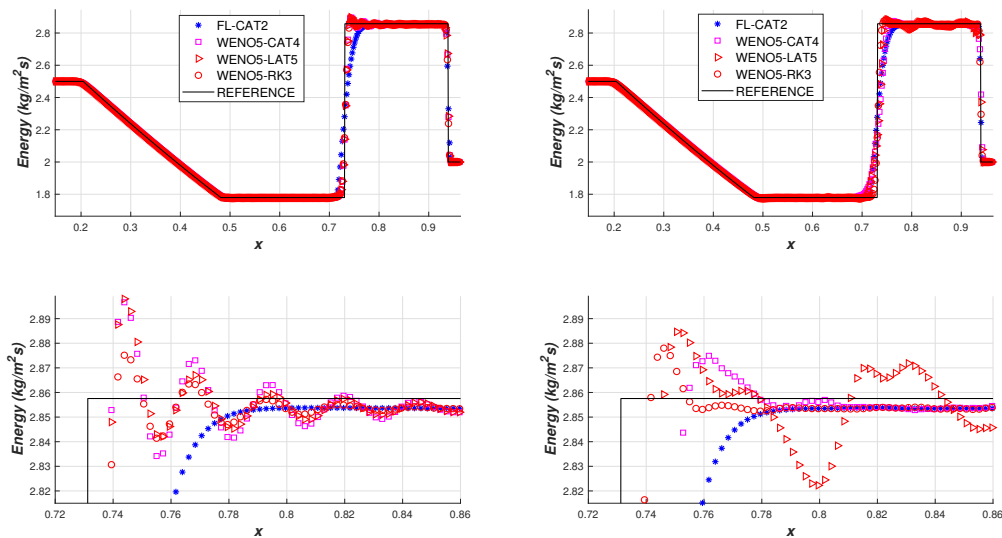 2.8
2.6
2.4
2.2
2
1.8
Energy (kg/m²s)
FL-CAT2
WENO5-CAT4
WENO5-LAT5
WENO5-RK3
REFERENCE
0.2 0.3 0.4 0.5 0.6 0.7 0.8 0.9
x
2.8
2.6
2.4
2.2
2
1.8
Energy (kg/m²s)
FL-CAT2
WENO5-CAT4
WENO5-LAT5
WENO5-RK3
REFERENCE
0.2 0.3 0.4 0.5 0.6 0.7 0.8 0.9
x
2.89
2.88
2.87
2.86
2.85
2.84
2.83
2.82
Energy (kg/m²s)
0.72 0.74 0.76 0.78 0.8 0.82 0.84 0.86
x
2.89
2.88
2.87
2.86
2.85
2.84
2.83
2.82
Energy (kg/m²s)
0.72 0.74 0.76 0.78 0.8 0.82 0.84 0.86
x